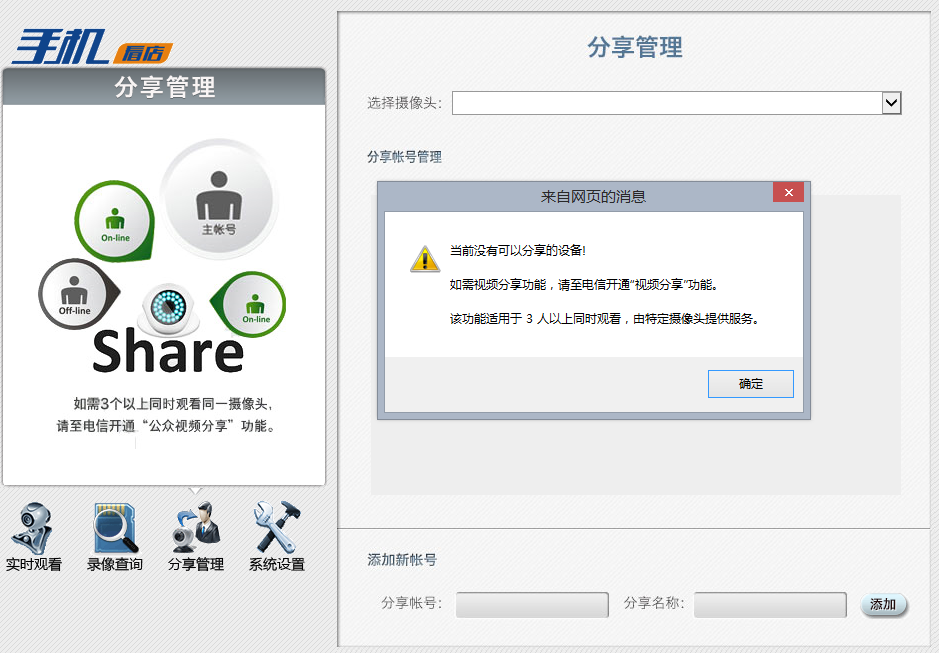 手机看店
分享管理
主帐号
On-line
Off-line
On-line
Share
如需3个以上同时观看同一摄像头,
请至电信开通“公众视频分享”功能。
实时观看
录像查询
分享管理
系统设置
分享管理
选择摄像头:
分享帐号管理
来自网页的消息
当前没有可以分享的设备!
如需视频分享功能，请至电信开通"视频分享"功能。
该功能适用于 3 人以上同时观看，由特定摄像头提供服务。
确定
添加新帐号
分享帐号:
分享名称:
添加